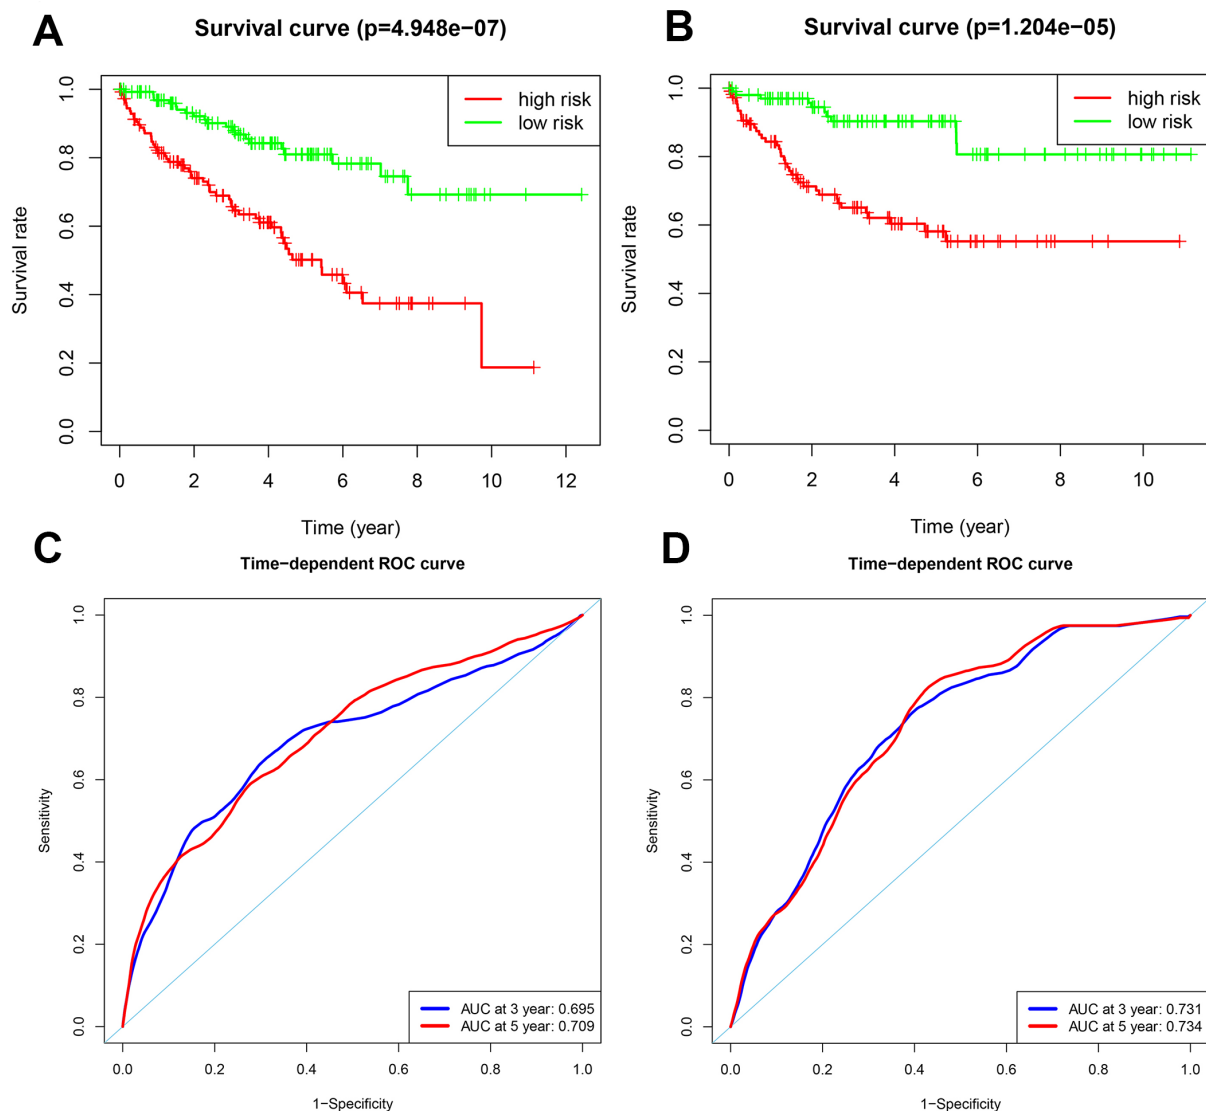 A
Survival curve (p=4.948e−07)
high risk
low risk
Survival rate
1.0
0.8
0.6
0.4
0.2
0.0
0 2 4 6 8 10 12
Time (year)
B
Survival curve (p=1.204e−05)
high risk
low risk
Survival rate
1.0
0.8
0.6
0.4
0.2
0.0
0 2 4 6 8 10
Time (year)
C
Time−dependent ROC curve
Sensitivity
1.0
0.8
0.6
0.4
0.2
0.0
AUC at 3 year: 0.695
AUC at 5 year: 0.709
0.0 0.2 0.4 0.6 0.8 1.0
1−Specificity
D
Time−dependent ROC curve
Sensitivity
1.0
0.8
0.6
0.4
0.2
0.0
AUC at 3 year: 0.731
AUC at 5 year: 0.734
0.0 0.2 0.4 0.6 0.8 1.0
1−Specificity